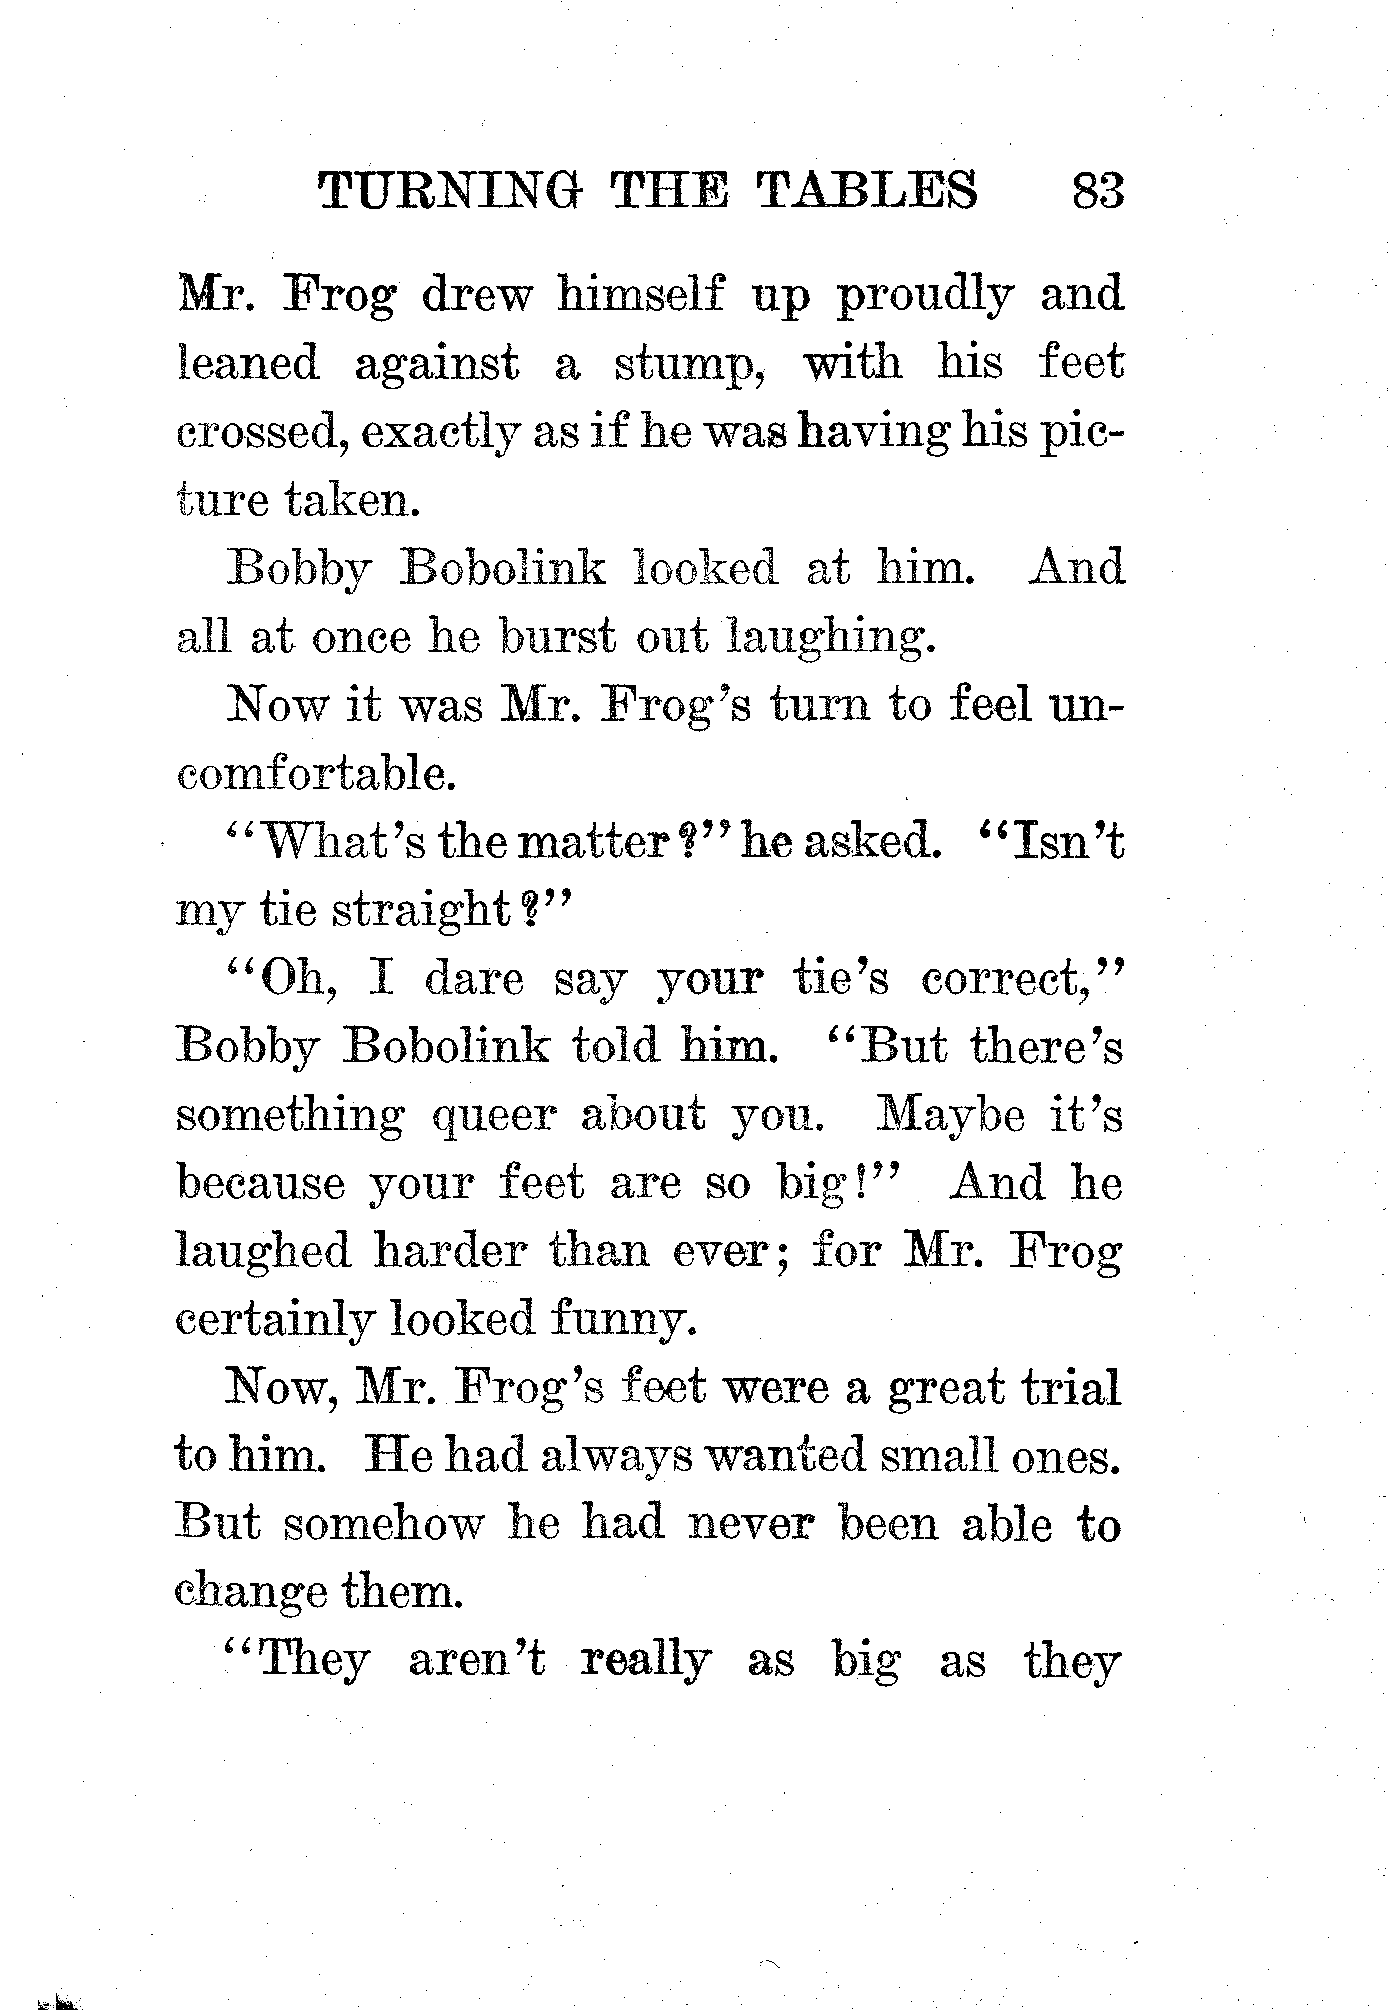 TURNING THE TABLES 83
Mr. Frog drew himself up proudly and
leaned against a stump, with his feet
crossed, exactly as if he was having his pic-
ture taken.
Bobby Bobolink looked at him. And
all at once he burst out laughing.
Now it was Mr. Frog's turn to feel un-
comfortable.
"What's the matter?" he asked. "Isn't
my tie straight?"
"Oh, I dare say your tie's correct,"
Bobby Bobolink told him. "But there's
something queer about you. Maybe it's
because your feet are so big!" And he
laughed harder than ever; for Mr. Frog
certainly looked funny.
Now, Mr. Frog's feet were a great trial
to him. He had always wanted small ones.
But somehow he had never been able to
change them.
"They aren't really as big as they